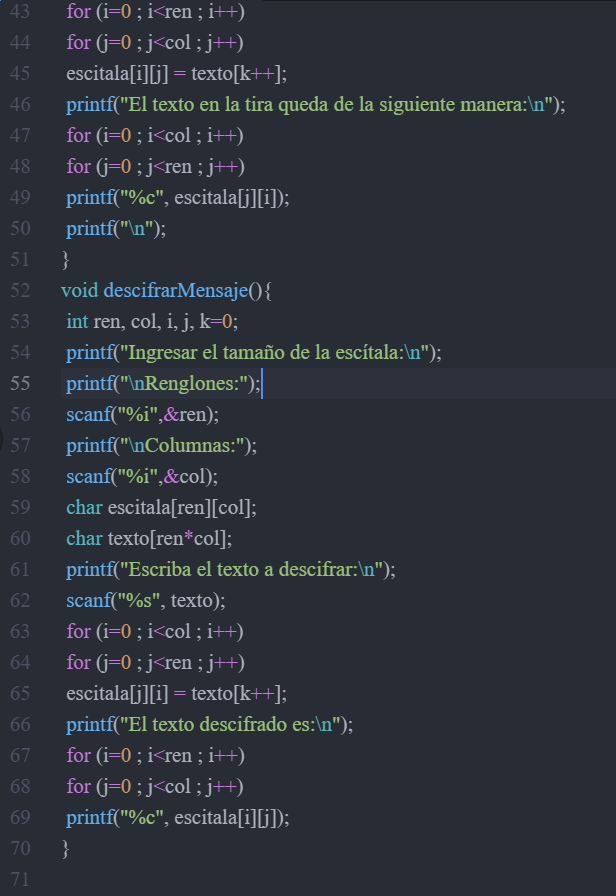 43 for (i=0 ; i<ren ; i++)
44 for (j=0 ; j<col ; j++)
45 escitala[i][j] = texto[k++];
46 printf("El texto en la tira queda de la siguiente manera:\n");
47 for (i=0 ; i<col ; i++)
48 for (j=0 ; j<ren ; j++)
49 printf("%c", escitala[j][i]);
50 printf("\n");
51 }
52 void descifrarMensaje(){
53 int ren, col, i, j, k=0;
54 printf("Ingresar el tamaño de la escítala:\n");
55 printf("\nRenglones:");
56 scanf("%i",&ren);
57 printf("\nColumnas:");
58 scanf("%i",&col);
59 char escitala[ren][col];
60 char texto[ren*col];
61 printf("Escriba el texto a descifrar:\n");
62 scanf("%s", texto);
63 for (i=0 ; i<col ; i++)
64 for (j=0 ; j<ren ; j++)
65 escitala[j][i] = texto[k++];
66 printf("El texto descifrado es:\n");
67 for (i=0 ; i<ren ; i++)
68 for (j=0 ; j<col ; j++)
69 printf("%c", escitala[i][j]);
70 }
71